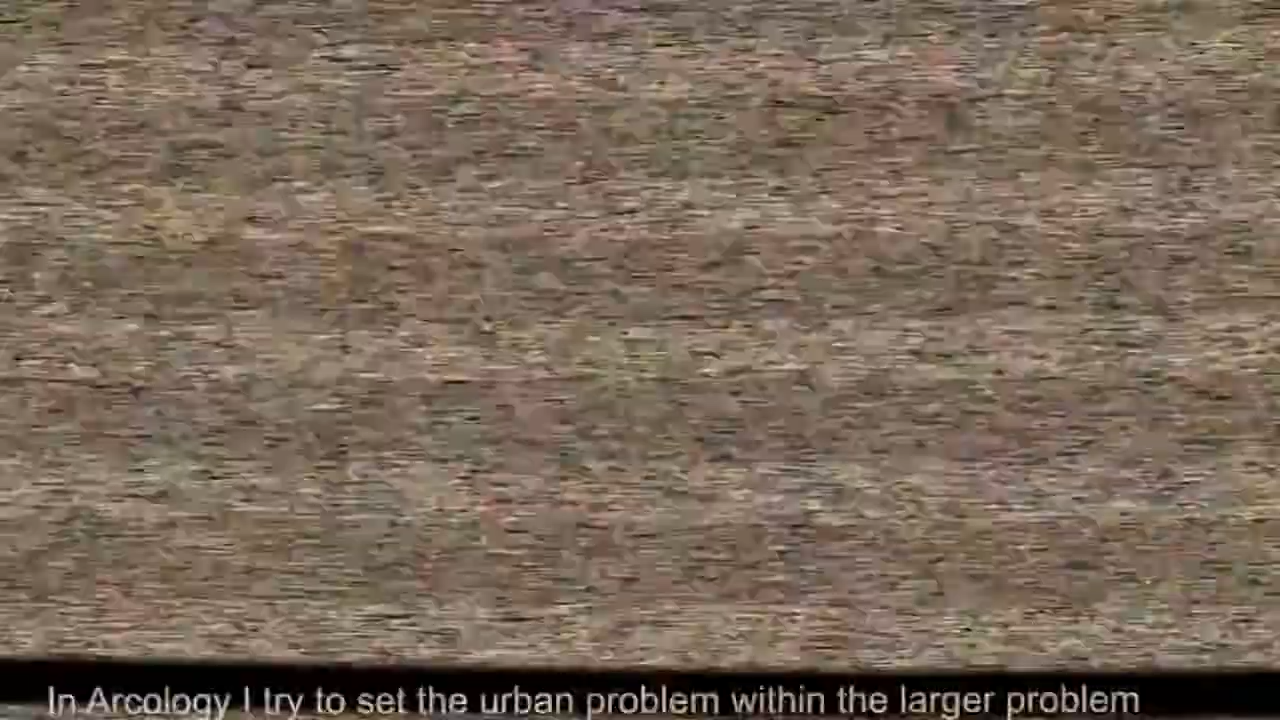 In Arcology I try to set the urban problem within the larger problem